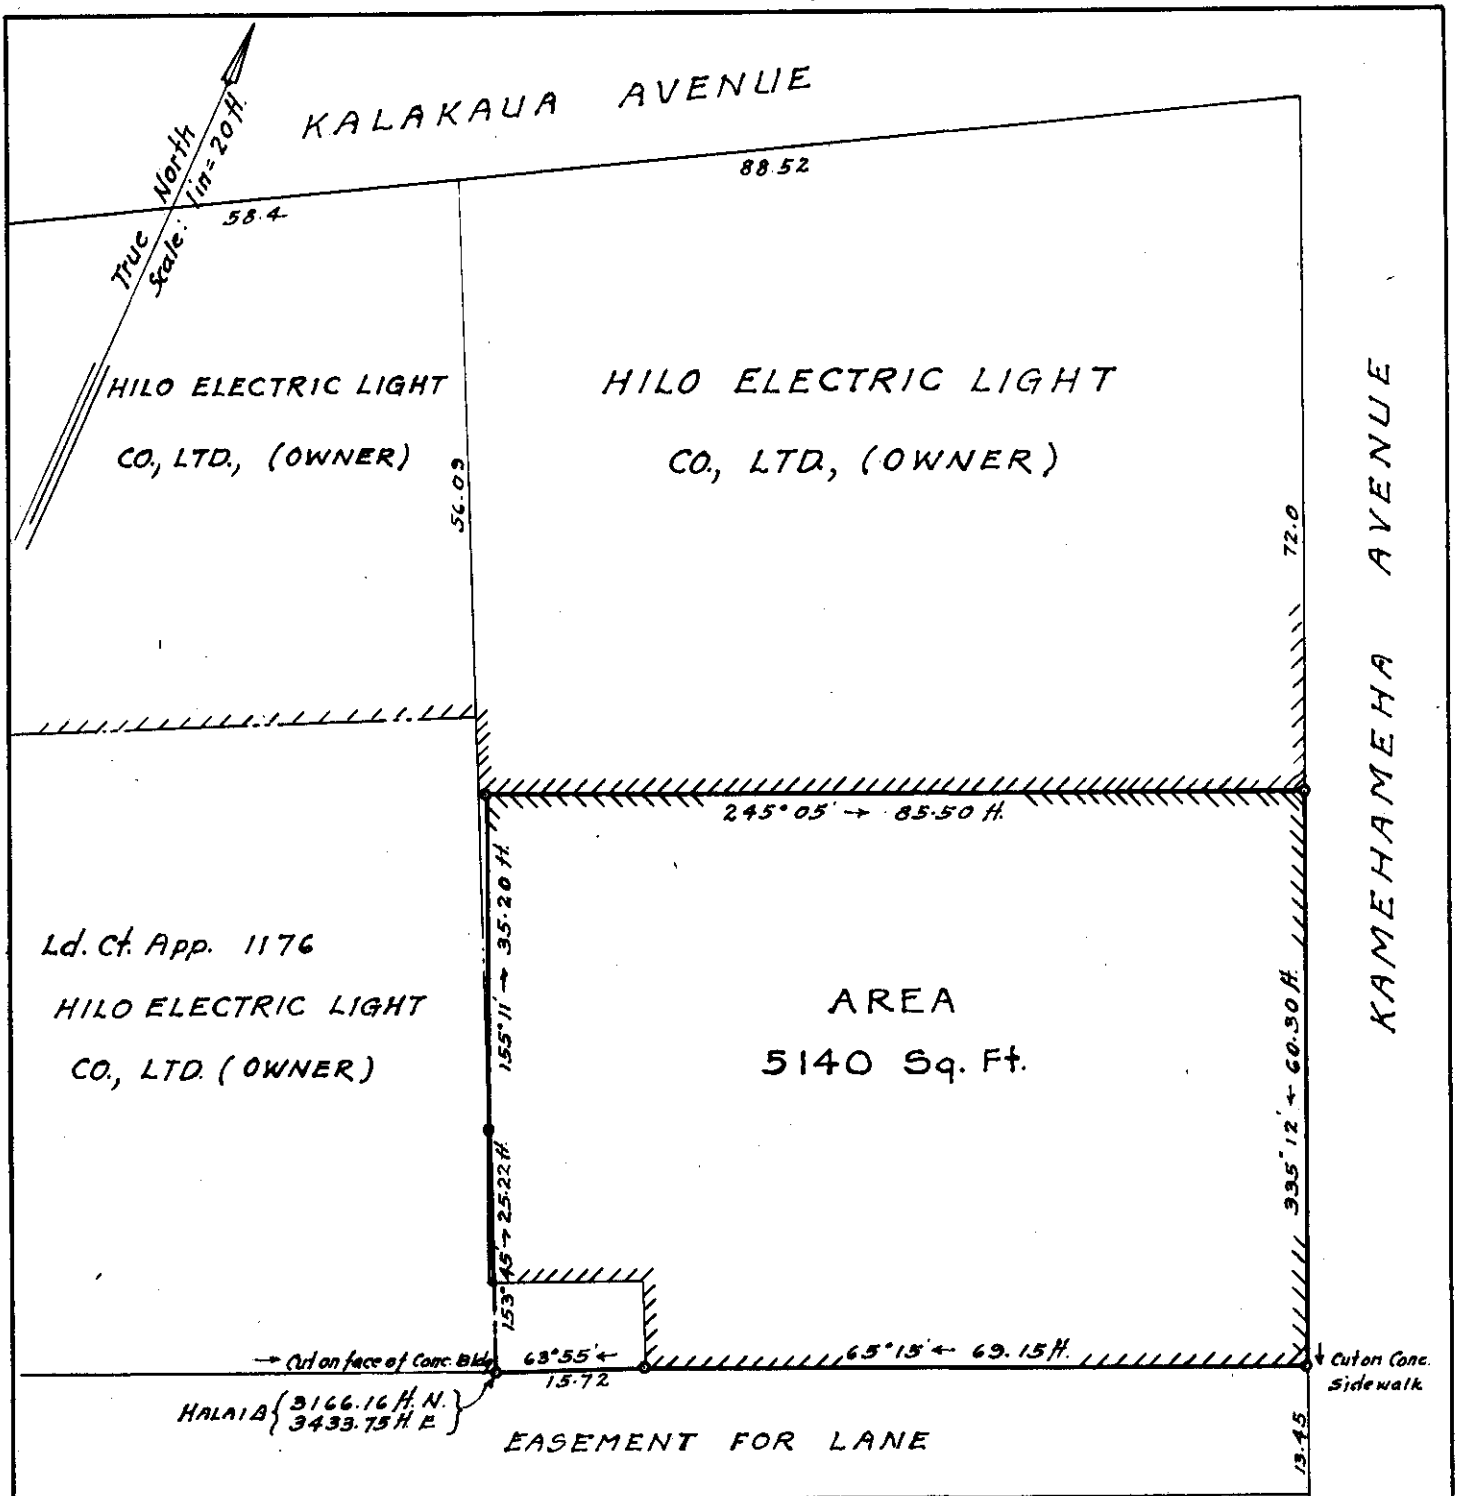 KALAKAUA AVENUE
True North
Scale: 1in=20 ft.
58.4
88.52
HILO ELECTRIC LIGHT
CO., LTD., (OWNER)
56.09
HILO ELECTRIC LIGHT
CO., LTD., (OWNER)
72.0
KAMEHAMEHA AVENUE
245°05' → 85.50 ft.
155°11' → 35.20 ft.
Ld. Ct. App. 1176
HILO ELECTRIC LIGHT
CO., LTD. (OWNER)
AREA
5140 Sq. Ft.
335°12' ← 60.30 ft.
153°45' → 25.22 ft.
→ Cut on face of Conc. Bldg
63°55' ←
15.72
65°15' ← 69.15 ft.
↓ Cut on Conc.
Sidewalk
HALAI Δ { 3166.16 ft. N.
3433.75 ft. E }
EASEMENT FOR LANE
13.45